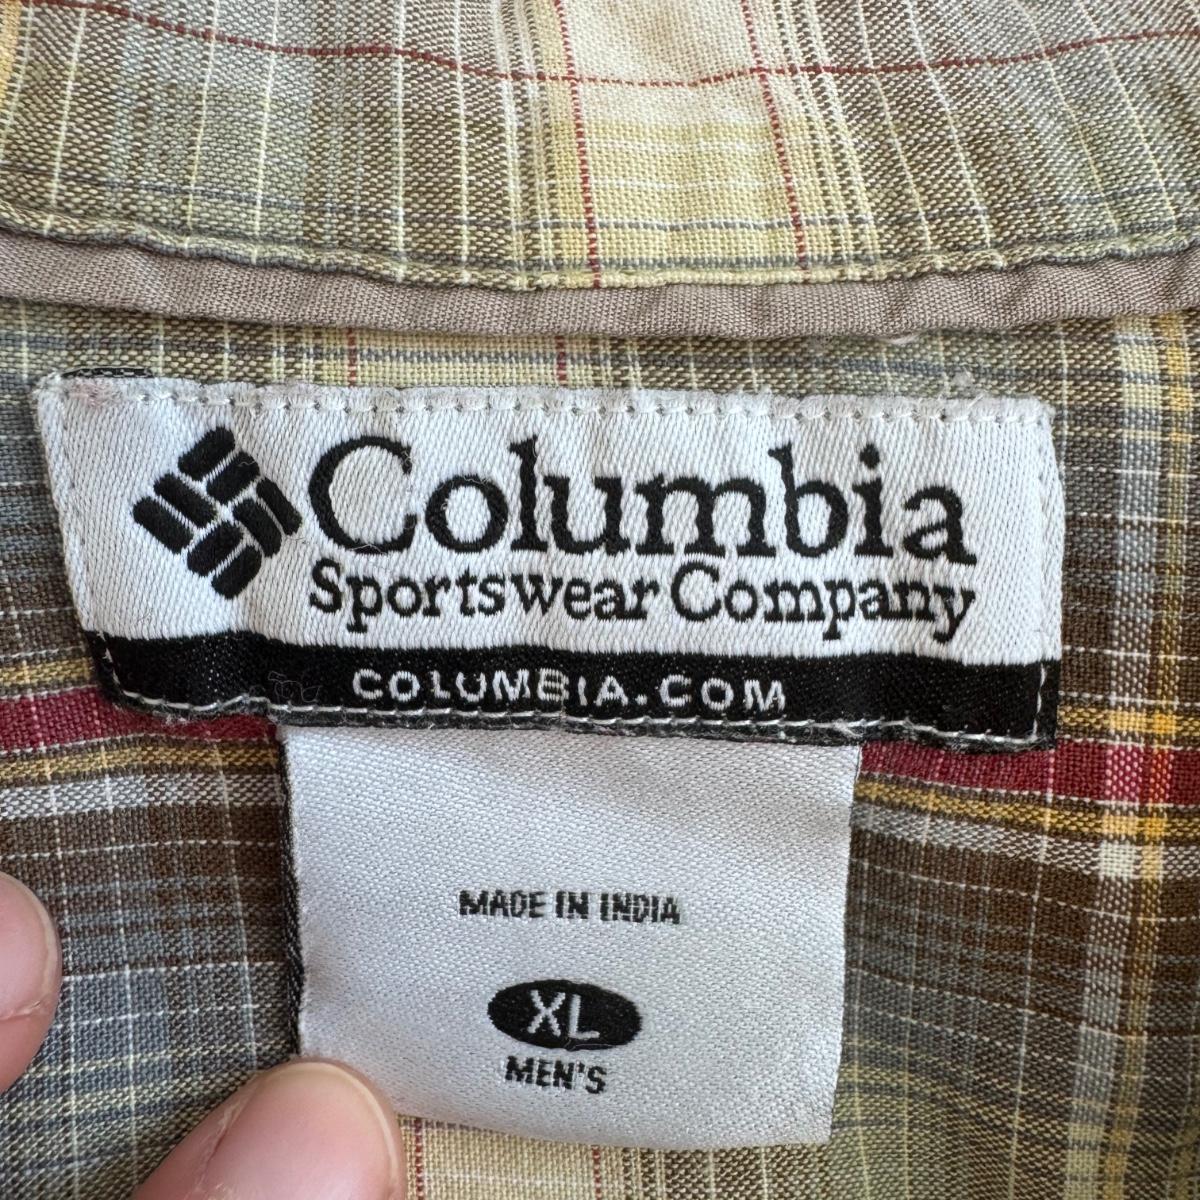 Columbia
Sportswear Company
COLUMBIA.COM
MADE IN INDIA
XL
MEN'S